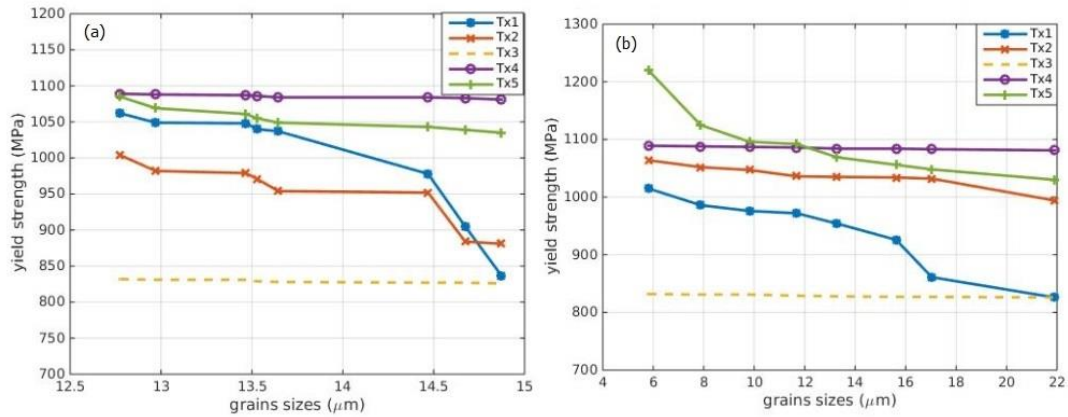 (a)
Tx1
Tx2
Tx3
Tx4
Tx5
1200
1150
1100
1050
1000
950
900
850
800
750
700
yield strength (MPa)
12.5 13 13.5 14 14.5 15
grains sizes (μm)
(b)
Tx1
Tx2
Tx3
Tx4
Tx5
1300
1200
1100
1000
900
800
700
yield strength (MPa)
4 6 8 10 12 14 16 18 20 22
grains sizes (μm)